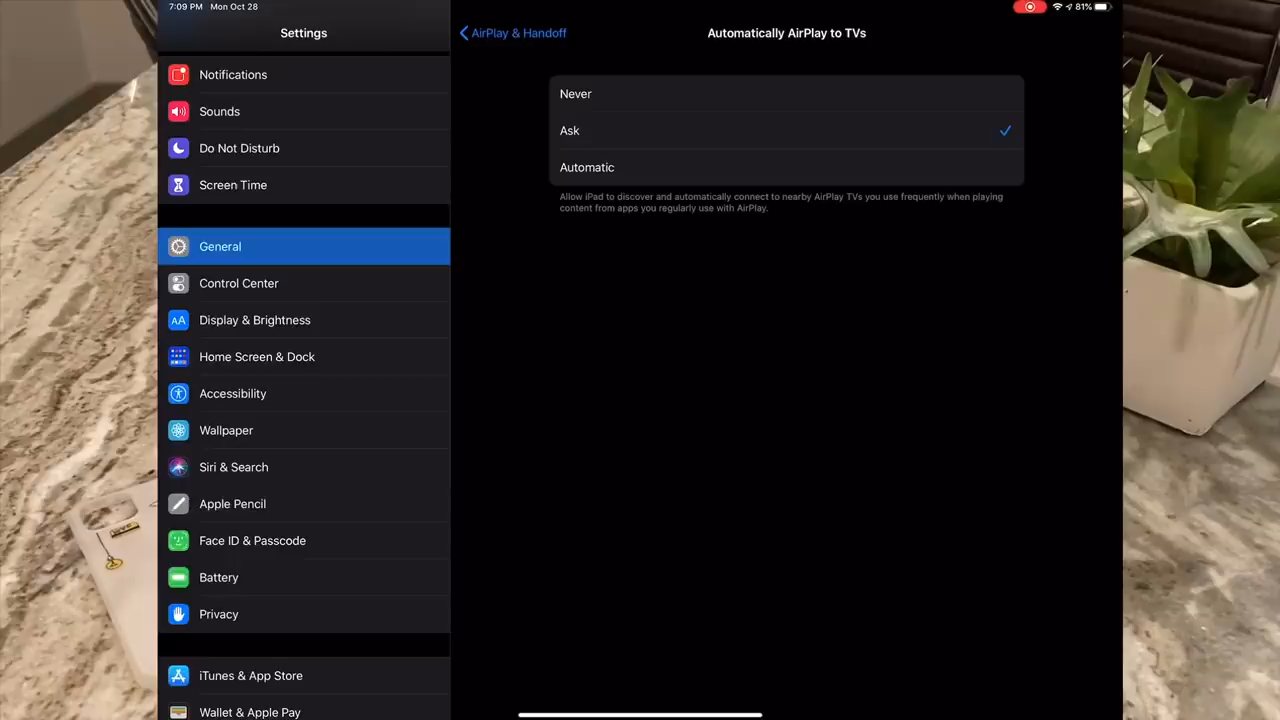 7:09 PM Mon Oct 28
81%
Settings
Notifications
Sounds
Do Not Disturb
Screen Time
General
Control Center
Display & Brightness
Home Screen & Dock
Accessibility
Wallpaper
Siri & Search
Apple Pencil
Face ID & Passcode
Battery
Privacy
iTunes & App Store
Wallet & Apple Pay
AirPlay & Handoff
Automatically AirPlay to TVs
Never
Ask
Automatic
Allow iPad to discover and automatically connect to nearby AirPlay TVs you use frequently when playing
content from apps you regularly use with AirPlay.